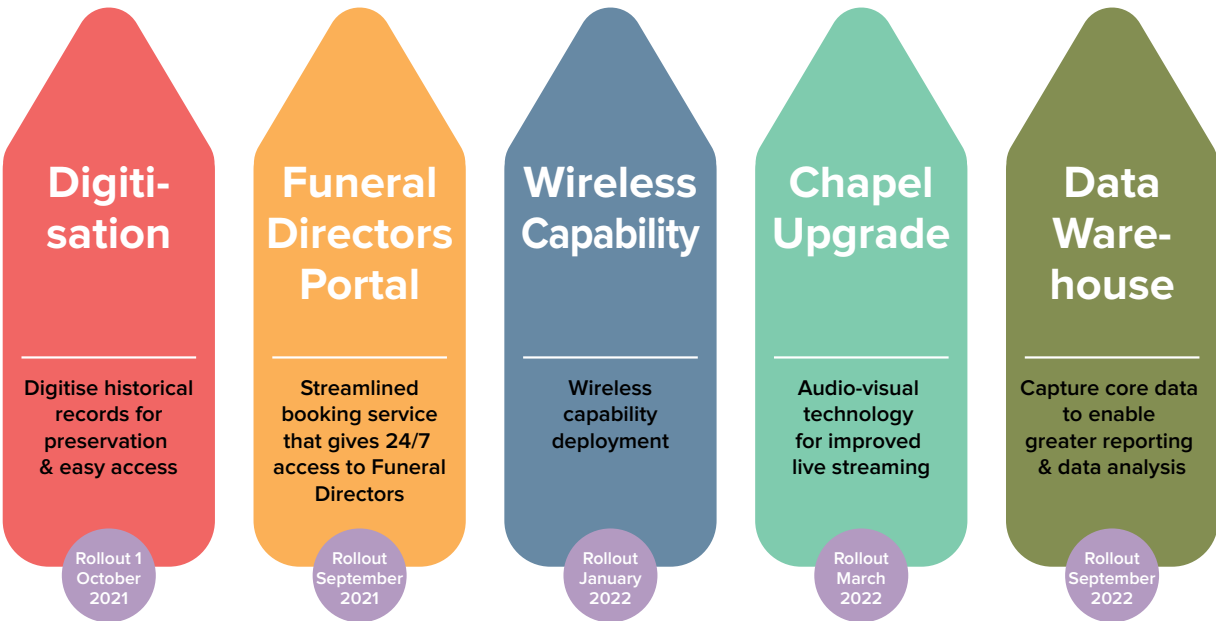 Digiti-
sation
Digitise historical
records for
preservation
& easy access
Rollout 1
October
2021
Funeral
Directors
Portal
Streamlined
booking service
that gives 24/7
access to Funeral
Directors
Rollout
September
2021
Wireless
Capability
Wireless
capability
deployment
Rollout
January
2022
Chapel
Upgrade
Audio-visual
technology
for improved
live streaming
Rollout
March
2022
Data
Ware-
house
Capture core data
to enable
greater reporting
& data analysis
Rollout
September
2022